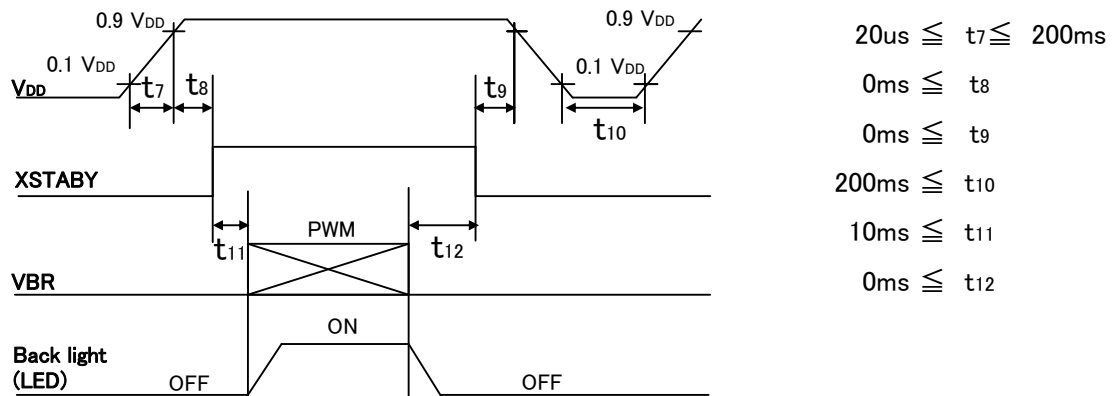 0.9 VDD
0.9 VDD
0.1 VDD
0.1 VDD
VDD
t7
t8
t9
t10
XSTABY
t11
PWM
t12
VBR
ON
Back light
(LED)
OFF
OFF
20us ≦ t7≦ 200ms
0ms ≦ t8
0ms ≦ t9
200ms ≦ t10
10ms ≦ t11
0ms ≦ t12